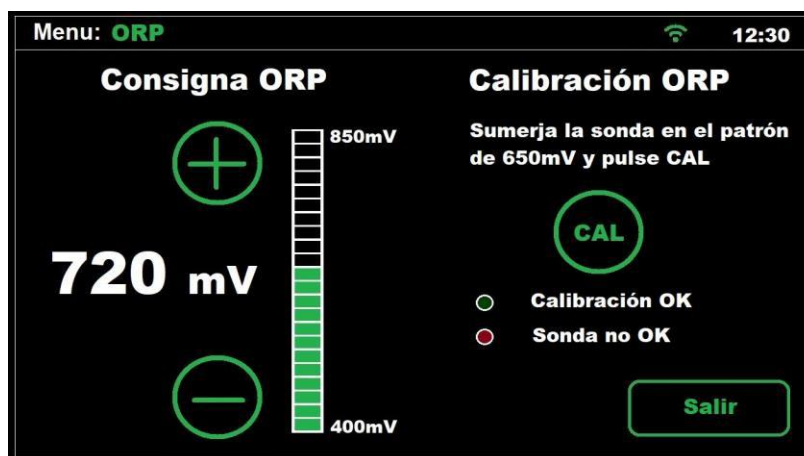 Menu: ORP
12:30
Consigna ORP
850mV
720 mV
400mV
Calibración ORP
Sumerja la sonda en el patrón
de 650mV y pulse CAL
CAL
Calibración OK
Sonda no OK
Salir